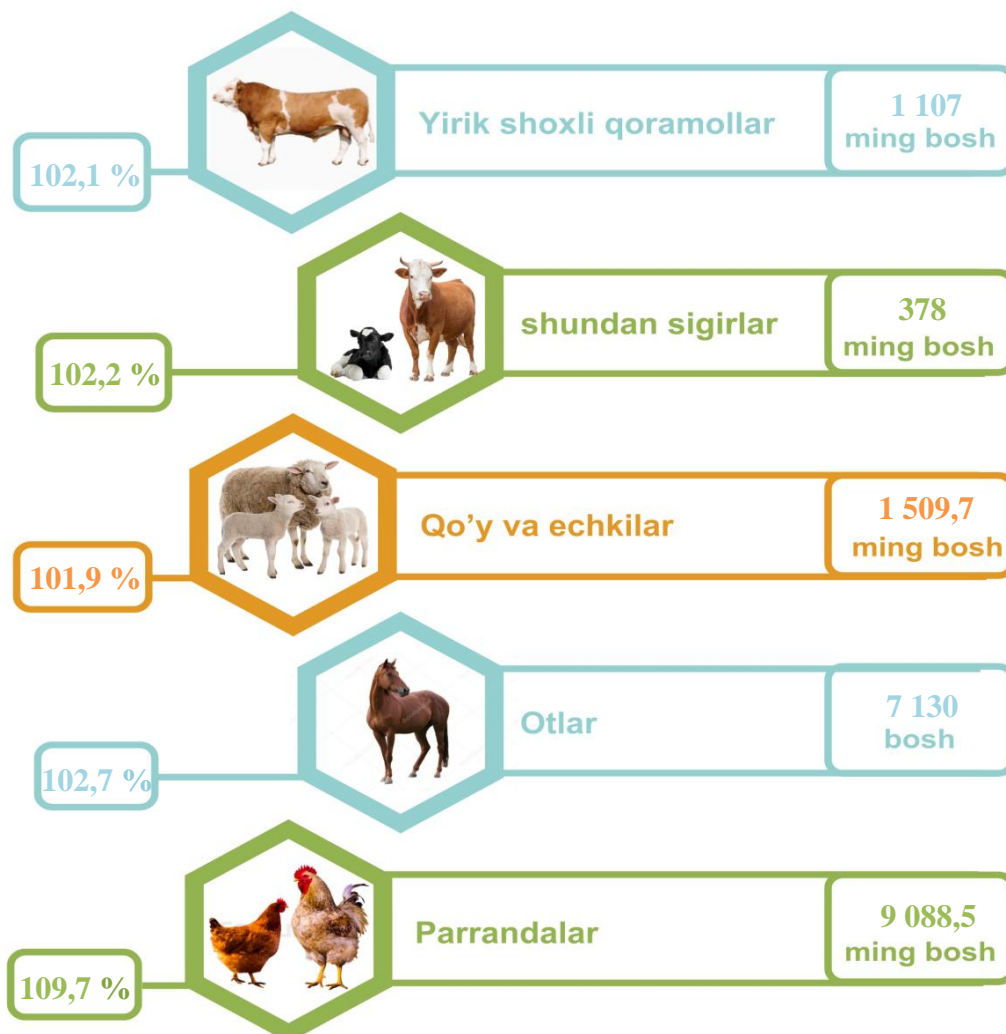 Yirik shoxli qoramollar
1 107
ming bosh
102,1 %
shundan sigirlar
378
ming bosh
102,2 %
Qo’y va echkilar
1 509,7
ming bosh
101,9 %
Otlar
7 130
bosh
102,7 %
Parrandalar
9 088,5
ming bosh
109,7 %